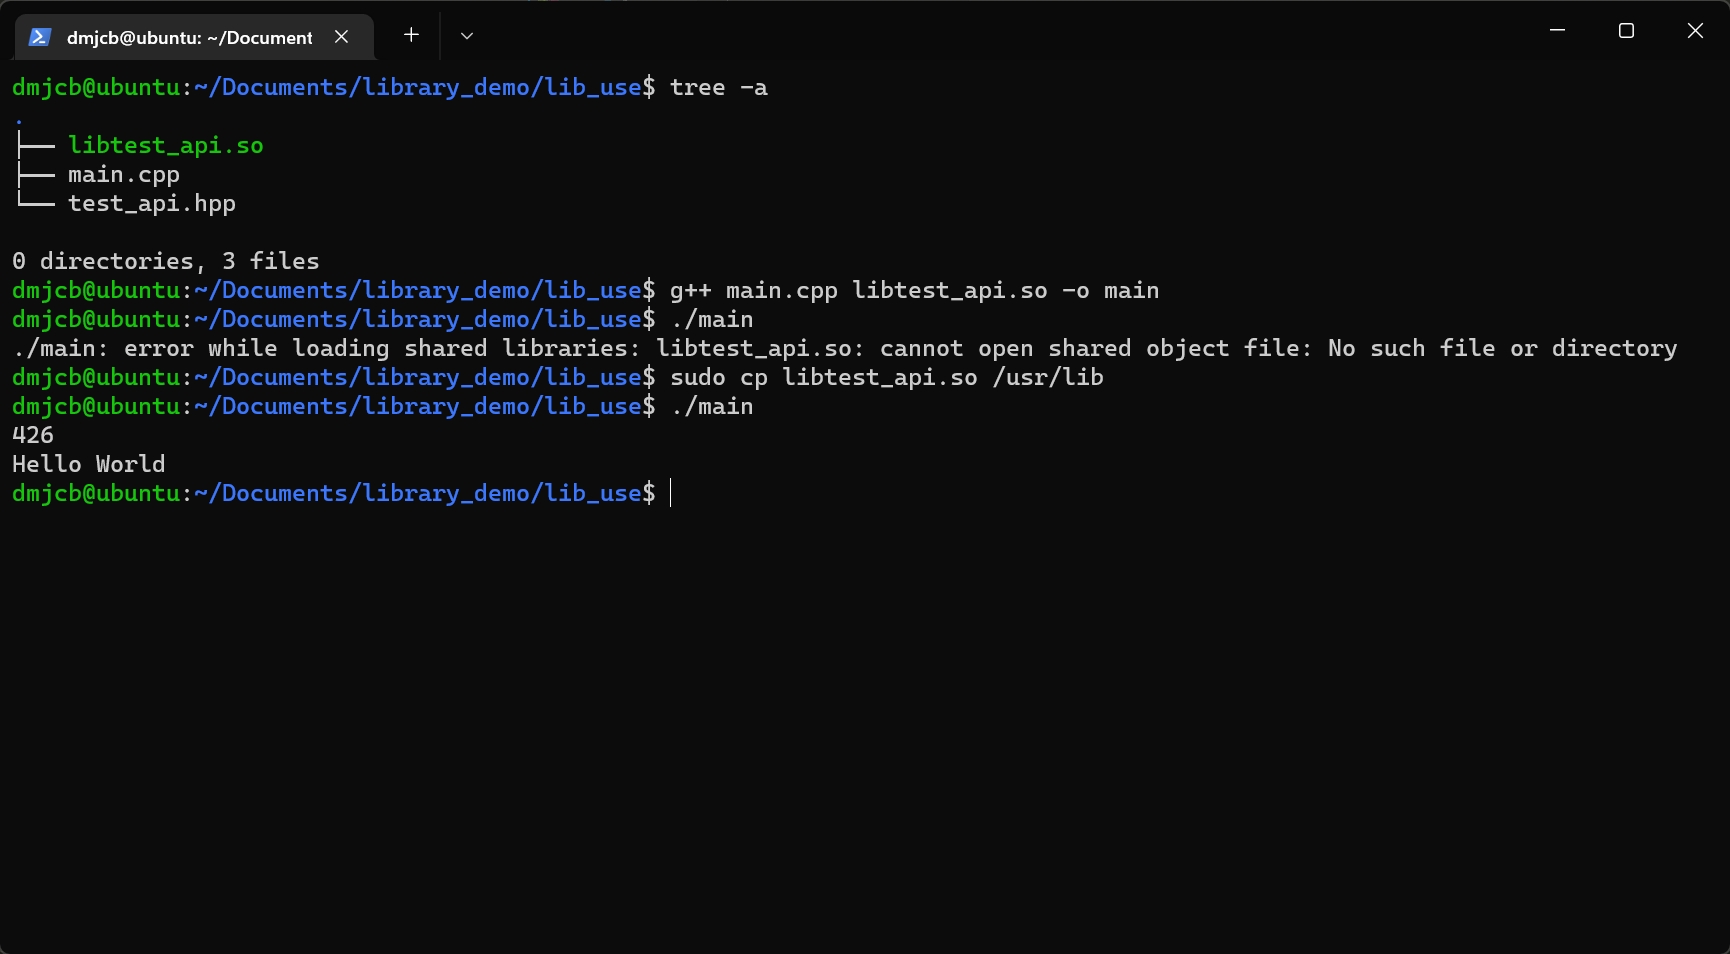 dmjcb@ubuntu: ~/Document
dmjcb@ubuntu:~/Documents/library_demo/lib_use$ tree -a
.
├── libtest_api.so
├── main.cpp
└── test_api.hpp
0 directories, 3 files
dmjcb@ubuntu:~/Documents/library_demo/lib_use$ g++ main.cpp libtest_api.so -o main
dmjcb@ubuntu:~/Documents/library_demo/lib_use$ ./main
./main: error while loading shared libraries: libtest_api.so: cannot open shared object file: No such file or directory
dmjcb@ubuntu:~/Documents/library_demo/lib_use$ sudo cp libtest_api.so /usr/lib
dmjcb@ubuntu:~/Documents/library_demo/lib_use$ ./main
426
Hello World
dmjcb@ubuntu:~/Documents/library_demo/lib_use$